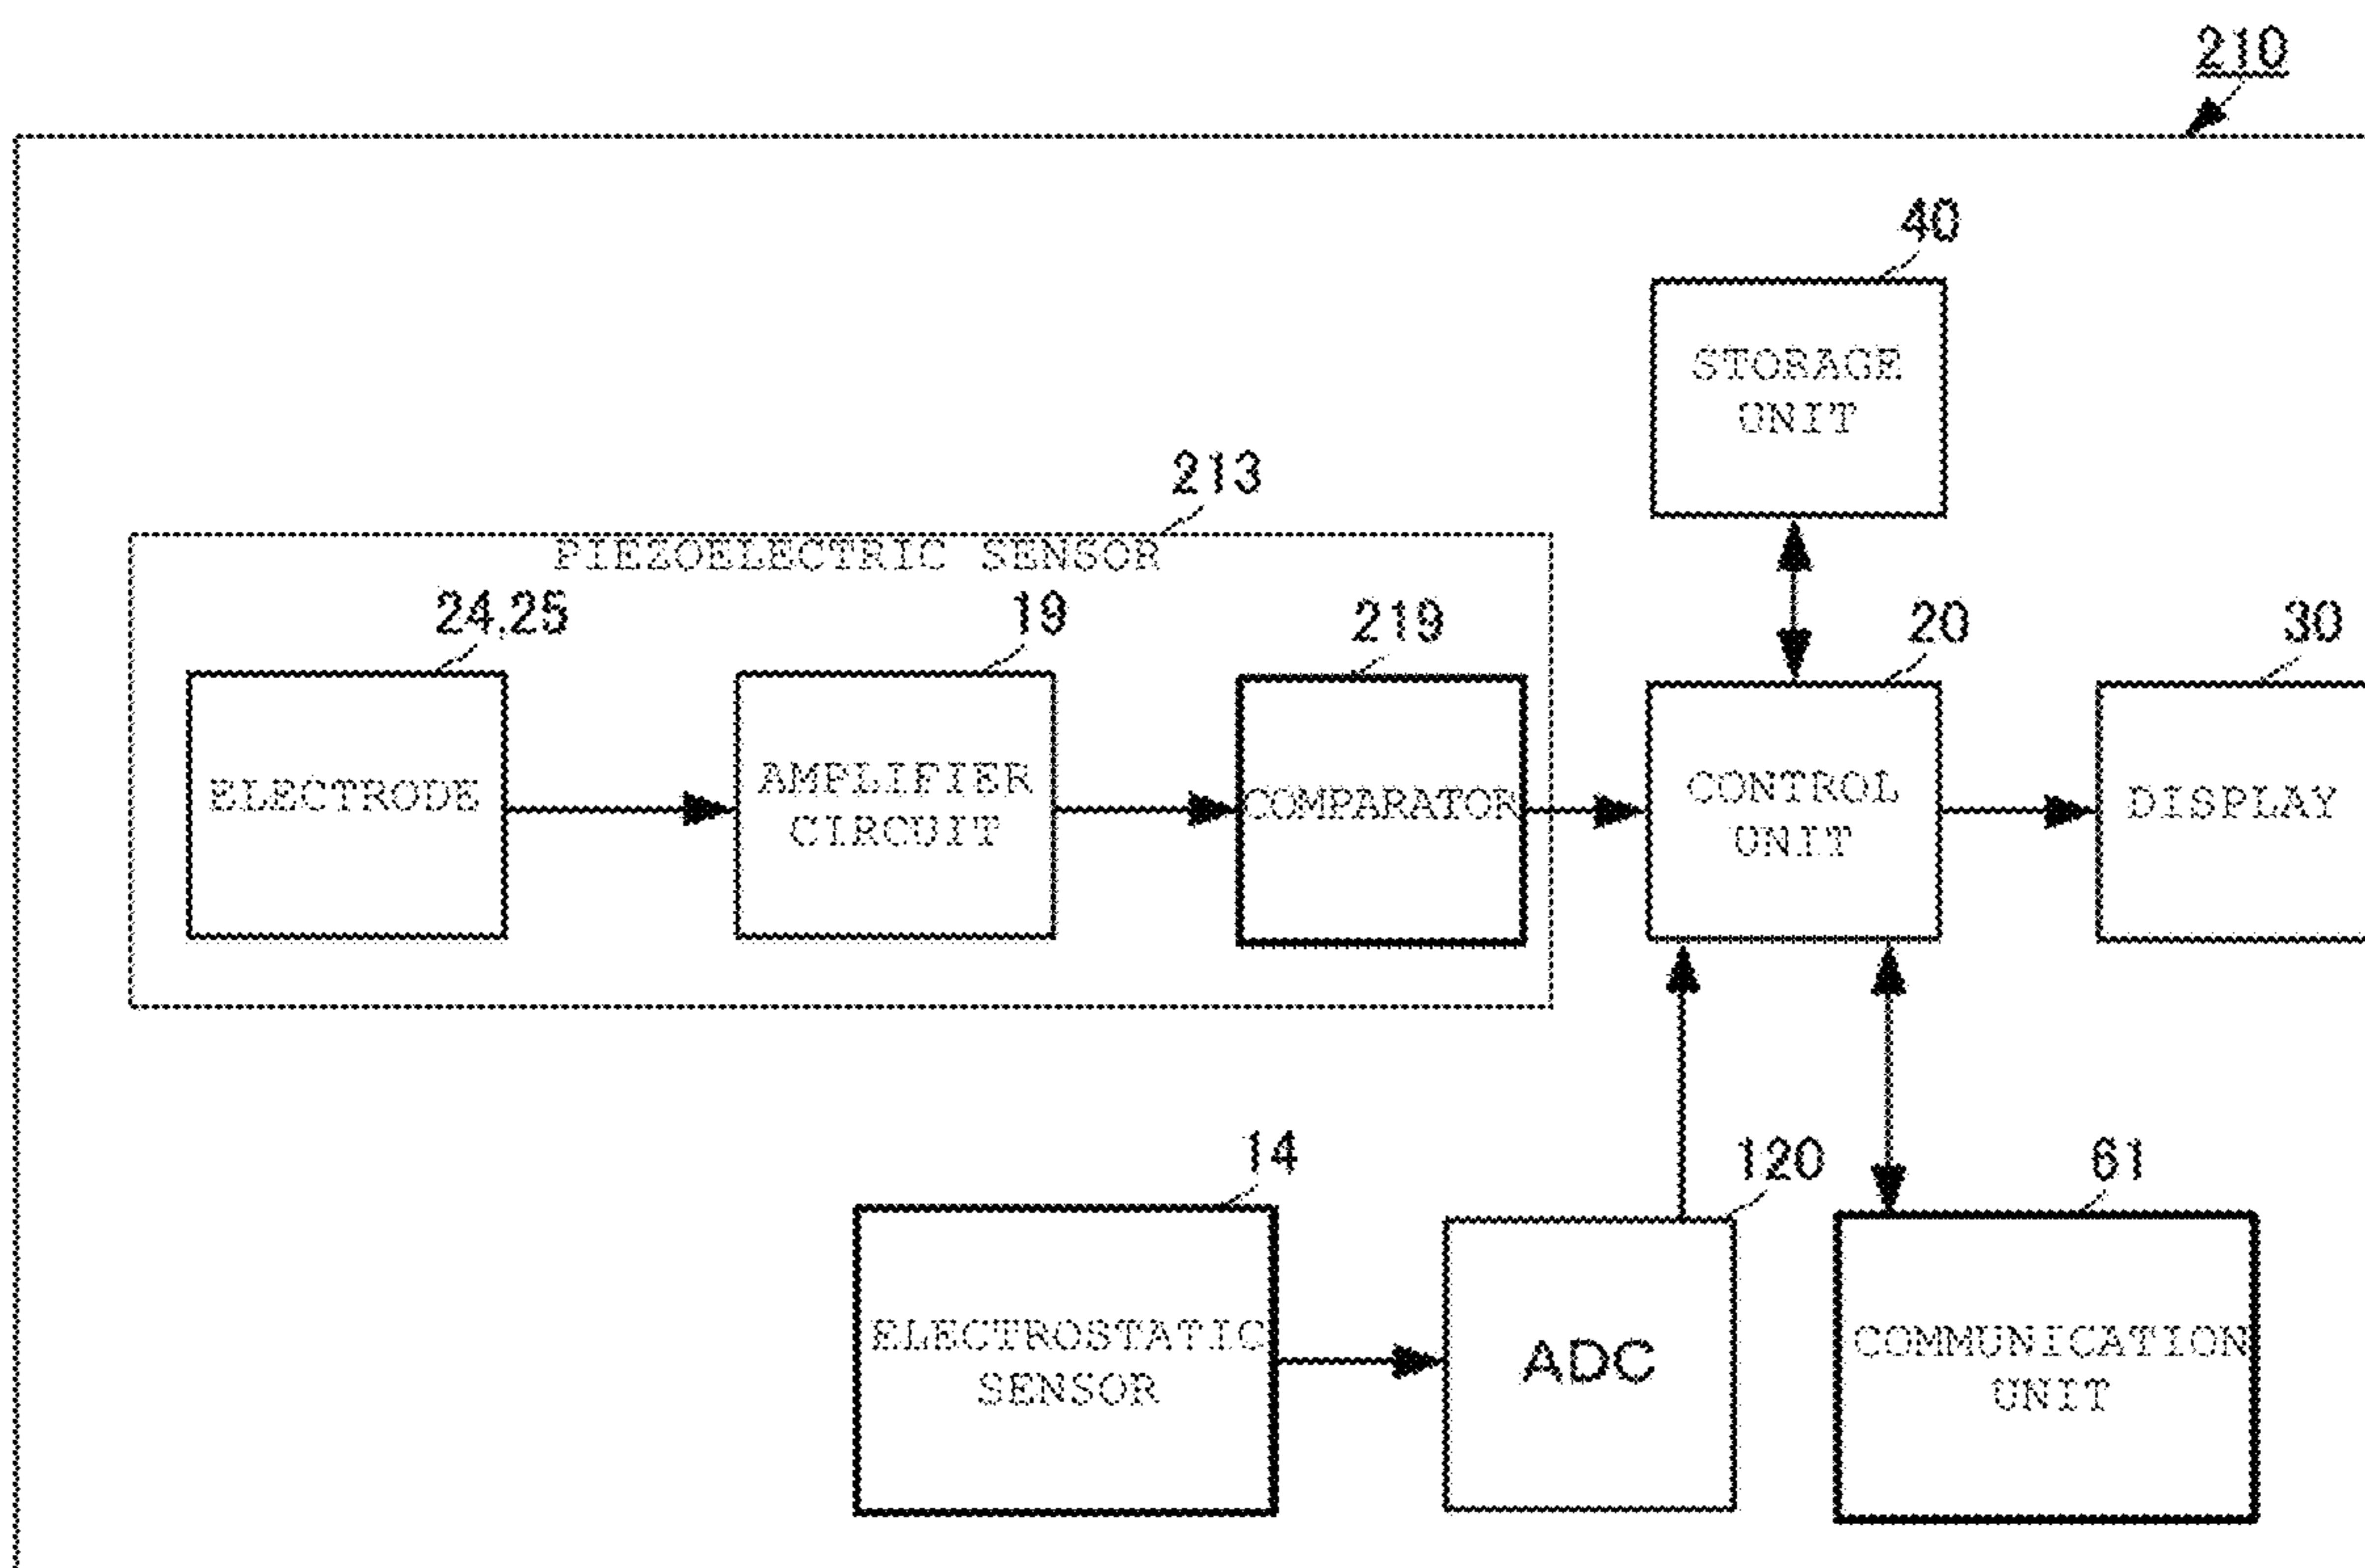 210
40
STORAGE
UNIT
213
PIEZOELECTRIC SENSOR
24,25
19
219
20
30
ELECTRODE
AMPLIFIER
CIRCUIT
COMPARATOR
CONTROL
UNIT
DISPLAY
14
120
61
ELECTROSTATIC
SENSOR
ADC
COMMUNICATION
UNIT